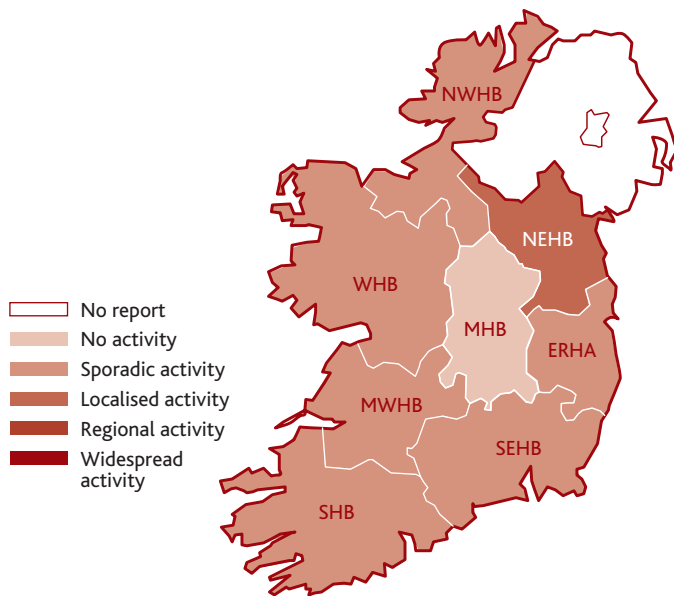 NWHB
NEHB
WHB
MHB
ERHA
MWHB
SEHB
SHB
No report
No activity
Sporadic activity
Localised activity
Regional activity
Widespread
activity